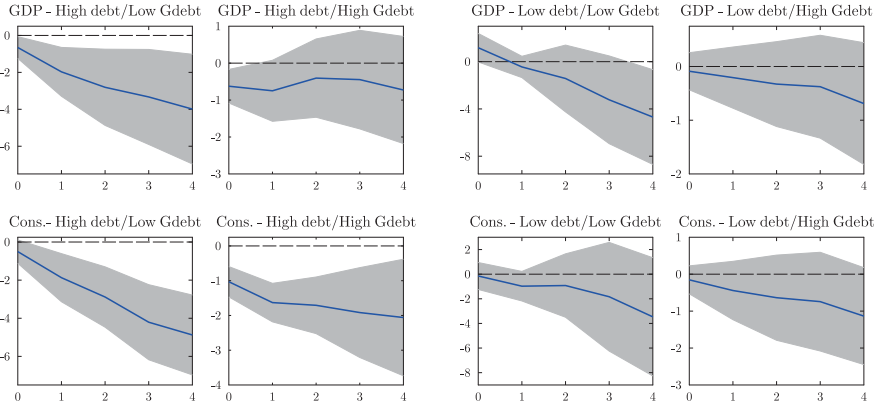 GDP - High debt/Low Gdebt
0
-2
-4
-6
0 1 2 3 4
GDP - High debt/High Gdebt
1
0
-1
-2
-3
0 1 2 3 4
GDP - Low debt/Low Gdebt
0
-4
-8
0 1 2 3 4
GDP - Low debt/High Gdebt
0
-1
-2
0 1 2 3 4
Cons.- High debt/Low Gdebt
0
-2
-4
-6
0 1 2 3 4
Cons. - High debt/High Gdebt
0
-1
-2
-3
-4
0 1 2 3 4
Cons. - Low debt/Low Gdebt
2
0
-2
-4
-6
-8
0 1 2 3 4
Cons. - Low debt/High Gdebt
1
0
-1
-2
-3
0 1 2 3 4